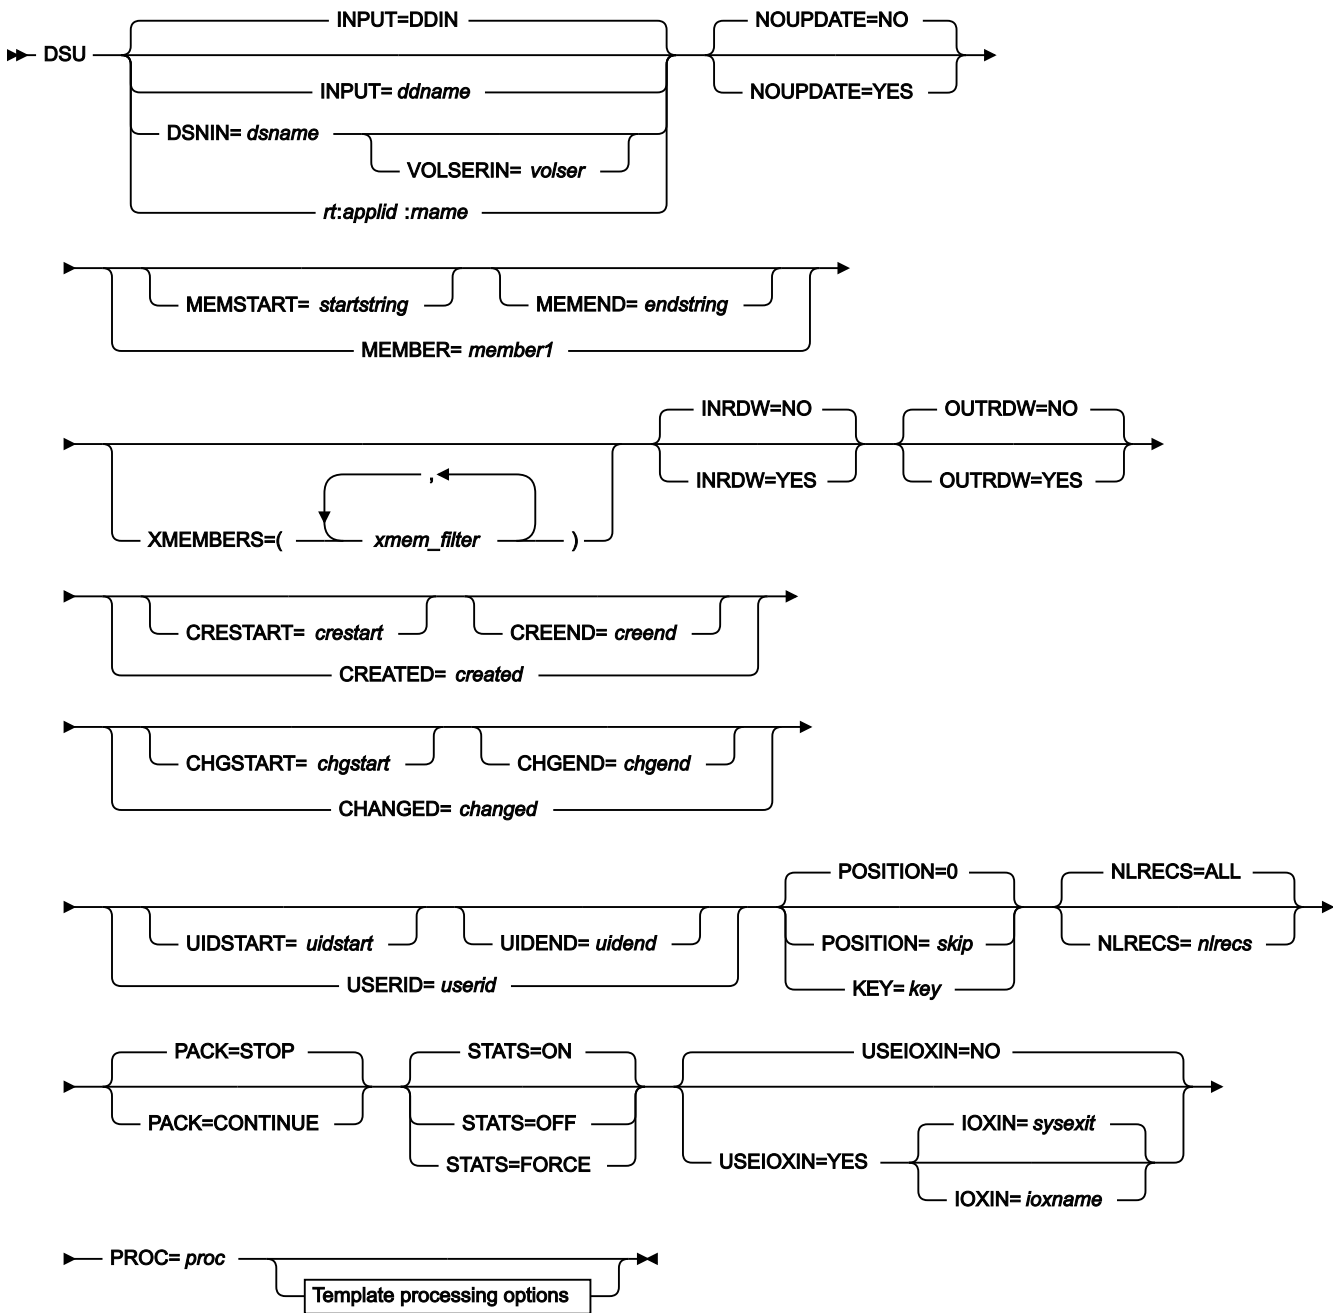 INPUT=DDIN
NOUPDATE=NO
DSU
INPUT= ddname
NOUPDATE=YES
DSNIN= dsname
VOLSERIN= volser
rt:applid :rname
MEMSTART= startstring
MEMEND= endstring
MEMBER= member1
INRDW=NO
OUTRDW=NO
,
INRDW=YES
OUTRDW=YES
XMEMBERS=( xmem_filter )
CRESTART= crestart
CREEND= creend
CREATED= created
CHGSTART= chgstart
CHGEND= chgend
CHANGED= changed
POSITION=0
NLRECS=ALL
UIDSTART= uidstart
UIDEND= uidend
POSITION= skip
NLRECS= nlrecs
USERID= userid
KEY= key
PACK=STOP
STATS=ON
USEIOXIN=NO
PACK=CONTINUE
STATS=OFF
IOXIN= sysexit
STATS=FORCE
USEIOXIN=YES
IOXIN= ioxname
PROC= proc
Template processing options